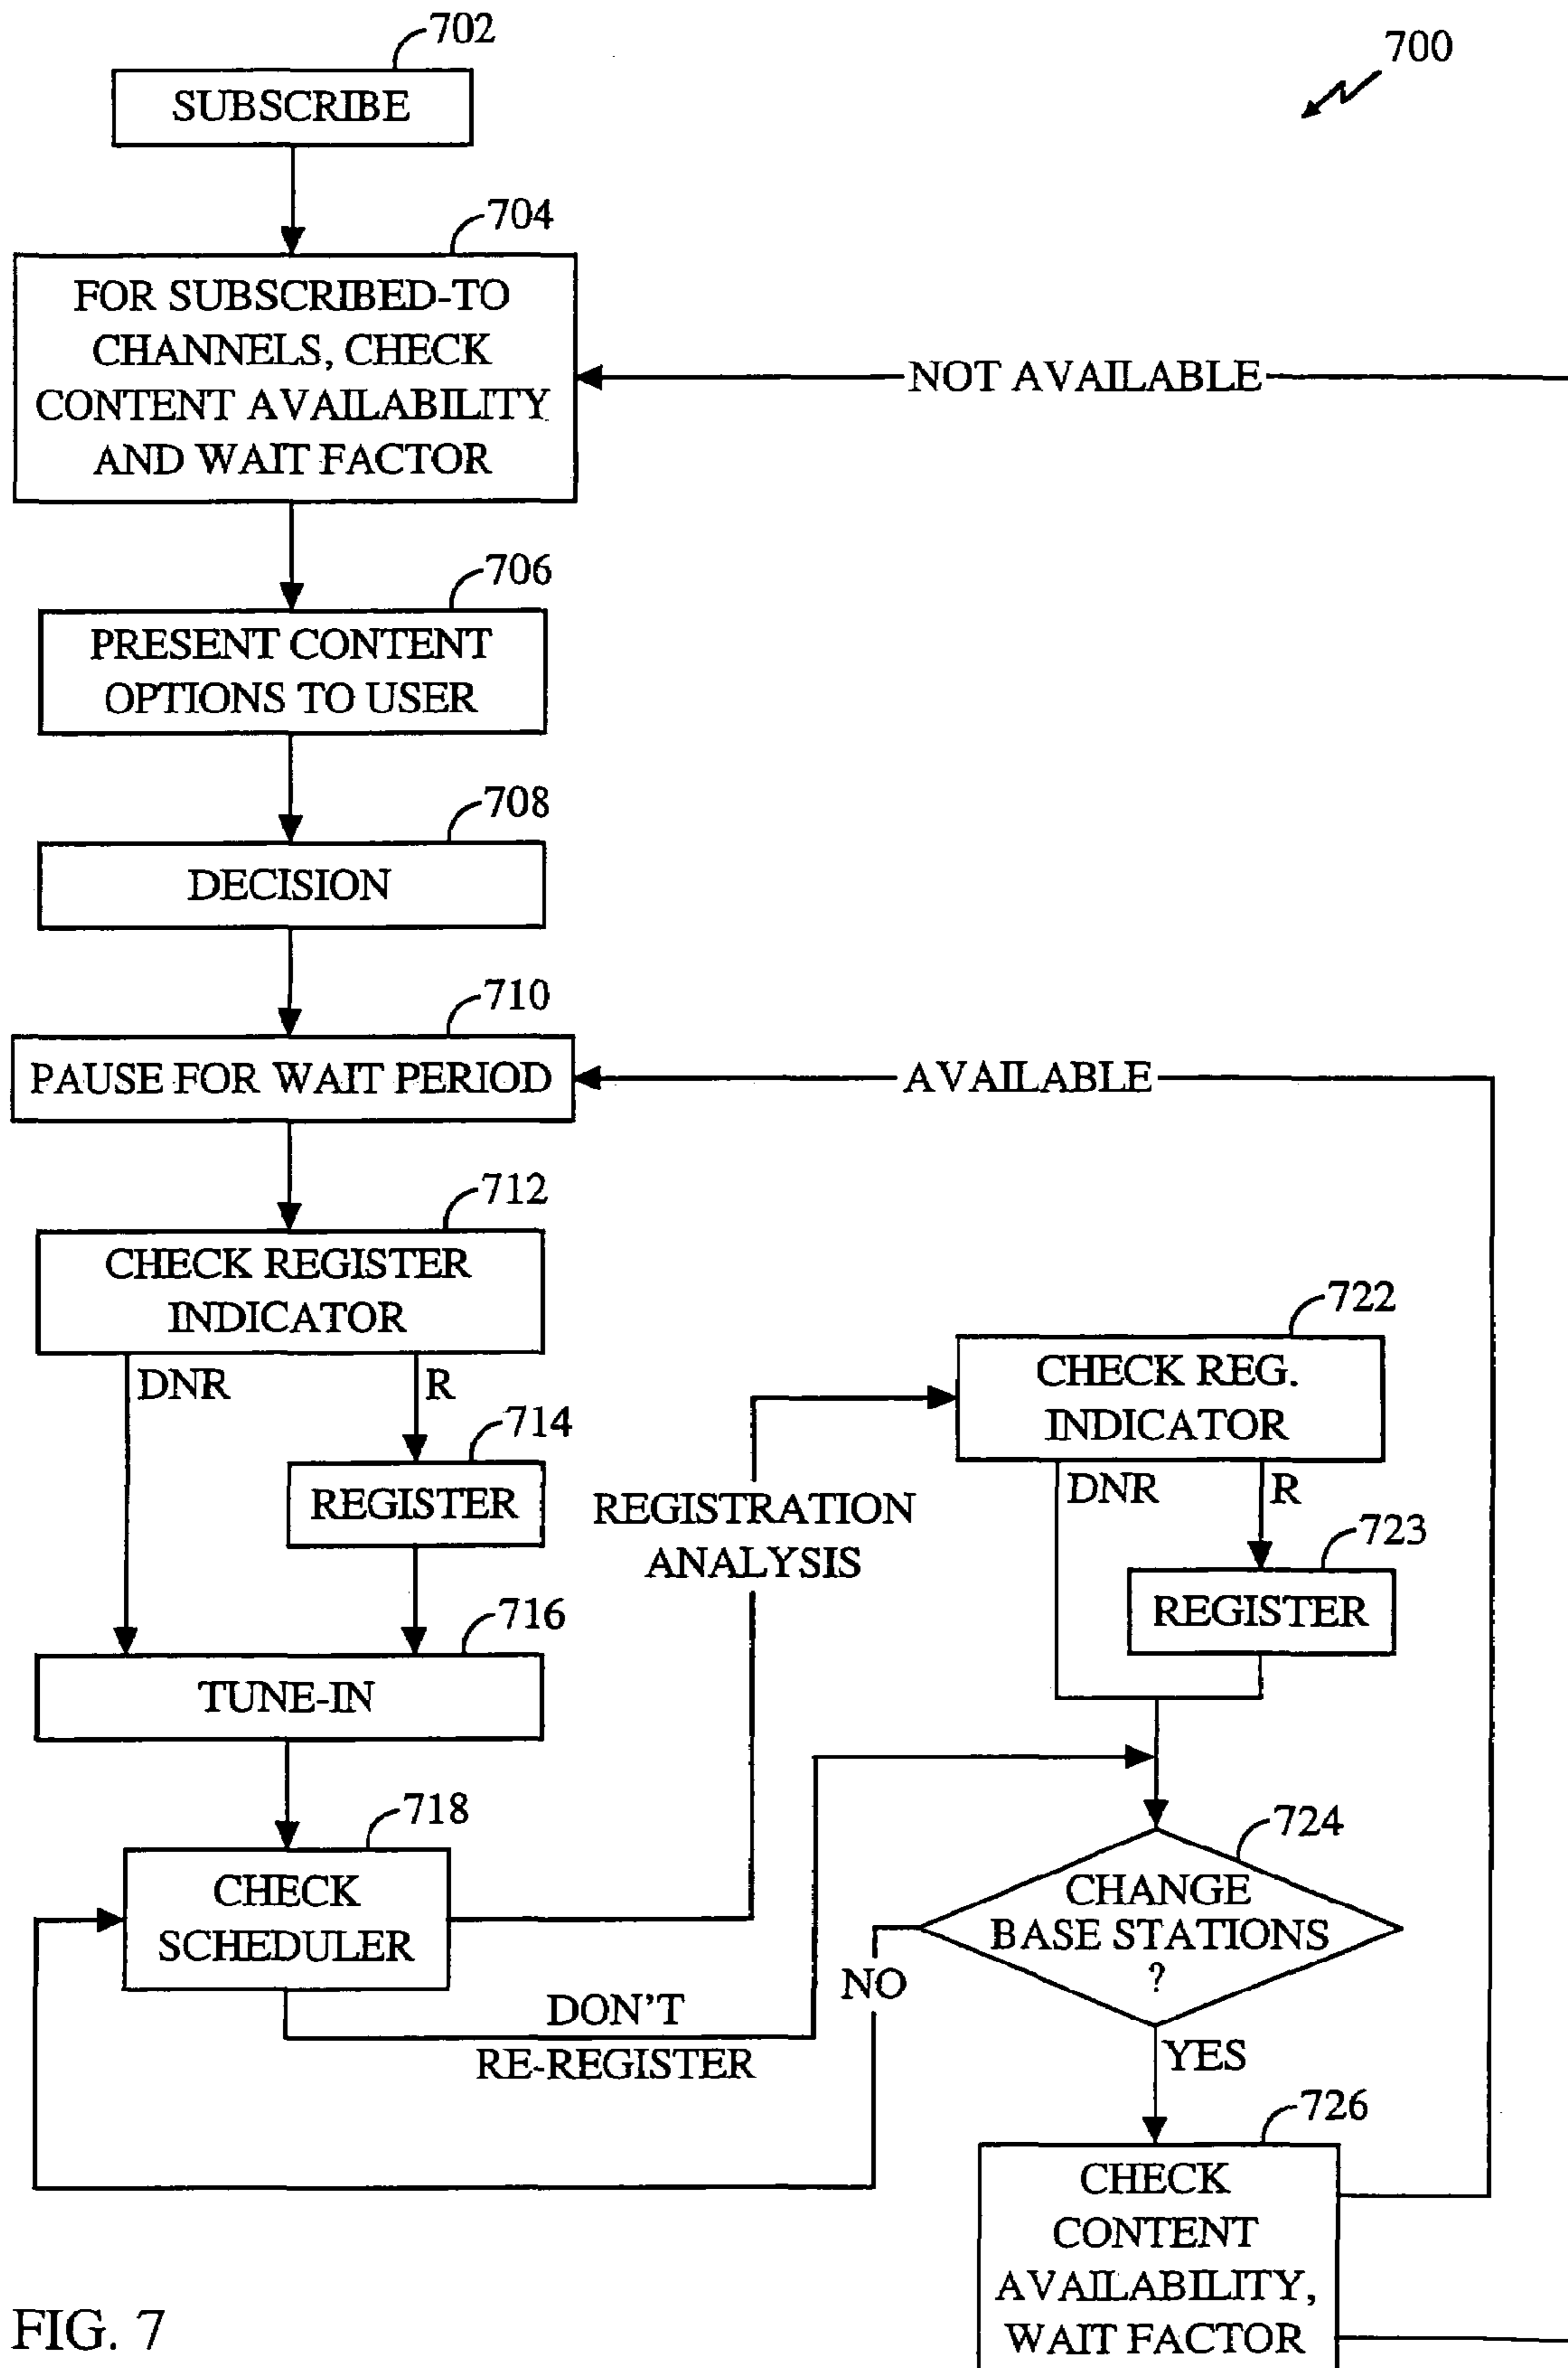 702
700
SUBSCRIBE
704
FOR SUBSCRIBED-TO
CHANNELS, CHECK
CONTENT AVAILABILITY
AND WAIT FACTOR
NOT AVAILABLE
706
PRESENT CONTENT
OPTIONS TO USER
708
DECISION
710
PAUSE FOR WAIT PERIOD
AVAILABLE
712
CHECK REGISTER
INDICATOR
DNR
R
714
REGISTER
716
TUNE-IN
718
CHECK
SCHEDULER
REGISTRATION
ANALYSIS
DON'T
RE-REGISTER
722
CHECK REG.
INDICATOR
DNR
R
723
REGISTER
724
CHANGE
BASE STATIONS
?
NO
YES
726
CHECK
CONTENT
AVAILABILITY,
WAIT FACTOR
FIG. 7